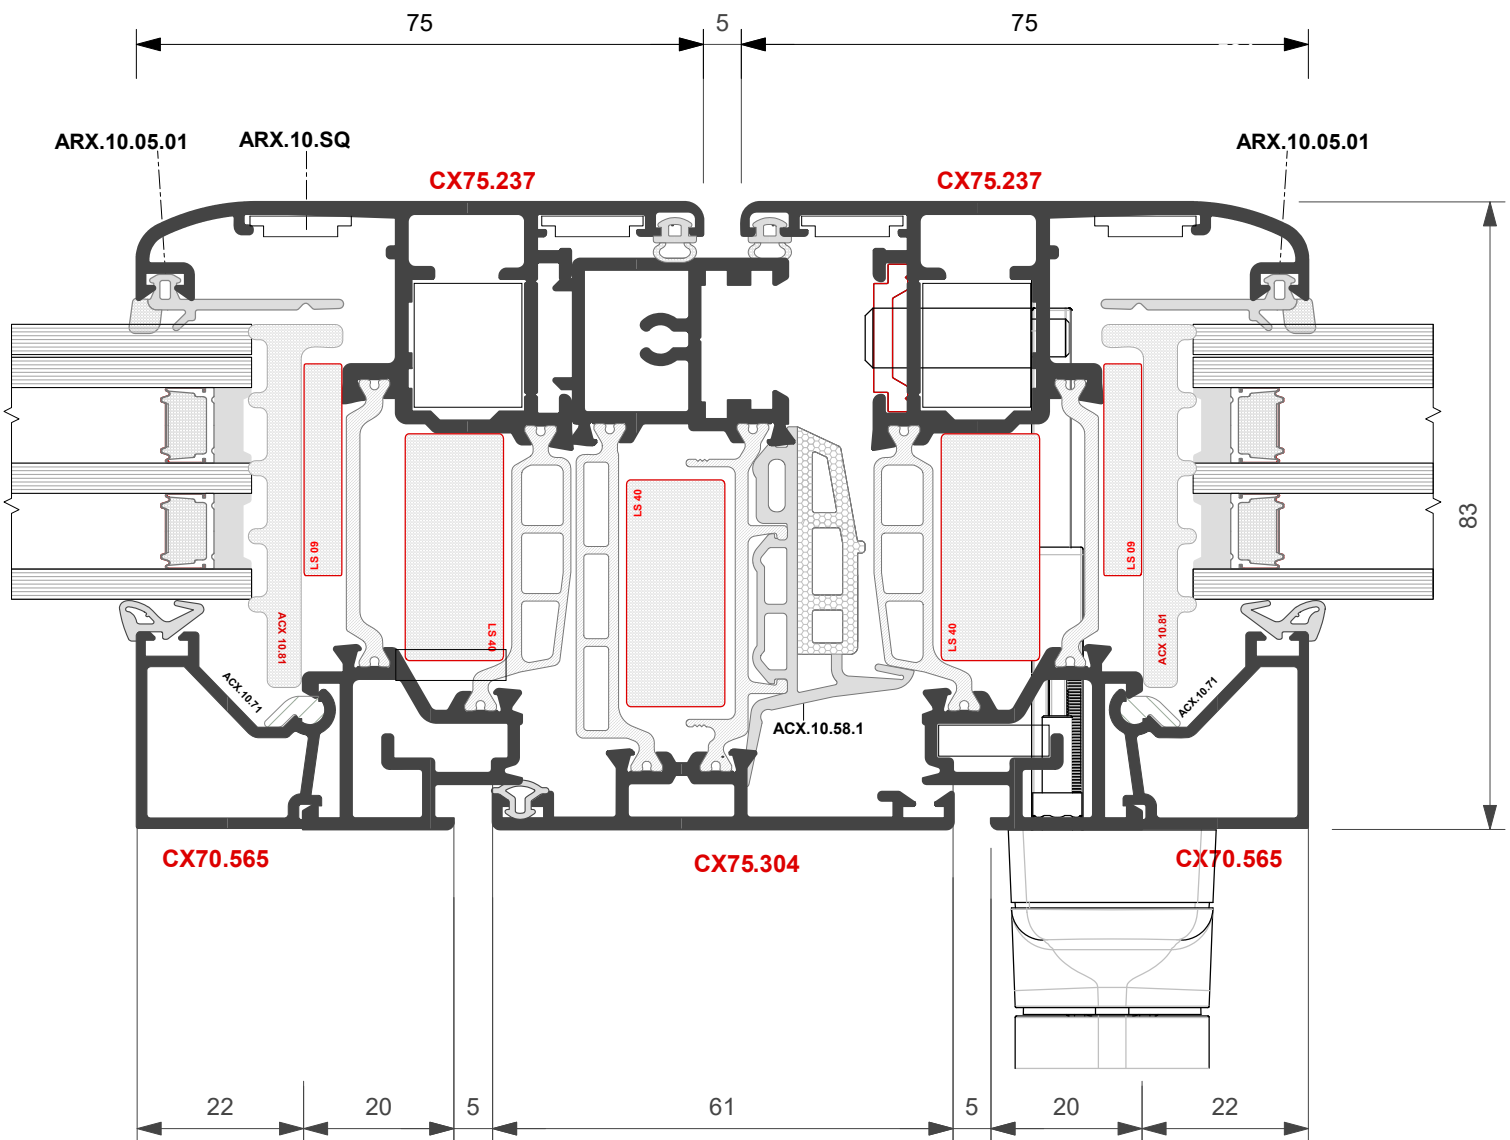 75
5
75
ARX.10.05.01
ARX.10.SQ
ARX.10.05.01
CX75.237
CX75.237
LS 40
83
LS 09
LS 09
ACX 10.81
LS 40
LS 40
ACX 10.81
ACX.10.71
ACX.10.71
ACX.10.58.1
CX70.565
CX75.304
CX70.565
22
20
5
61
5
20
22